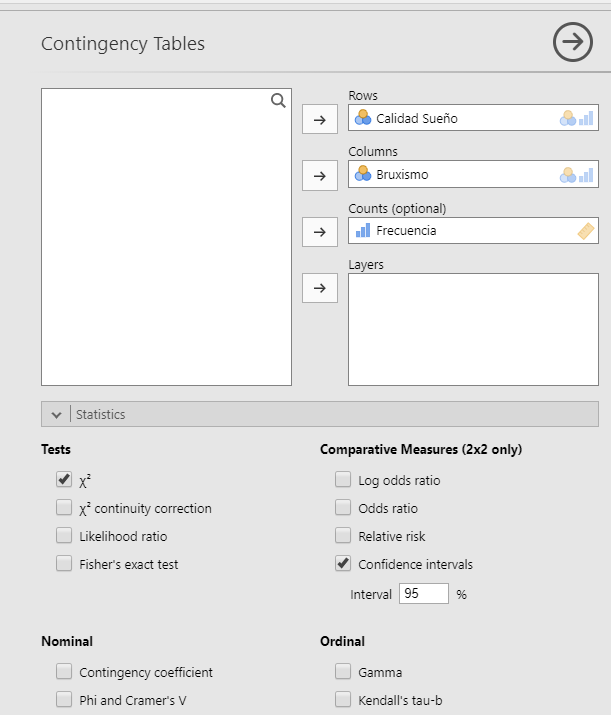 Contingency Tables
Rows
Calidad Sueño
Columns
Bruxismo
Counts (optional)
Frecuencia
Layers
Statistics
Tests
χ²
χ² continuity correction
Likelihood ratio
Fisher's exact test
Comparative Measures (2x2 only)
Log odds ratio
Odds ratio
Relative risk
Confidence intervals
Interval 95 %
Nominal
Contingency coefficient
Phi and Cramer's V
Ordinal
Gamma
Kendall's tau-b